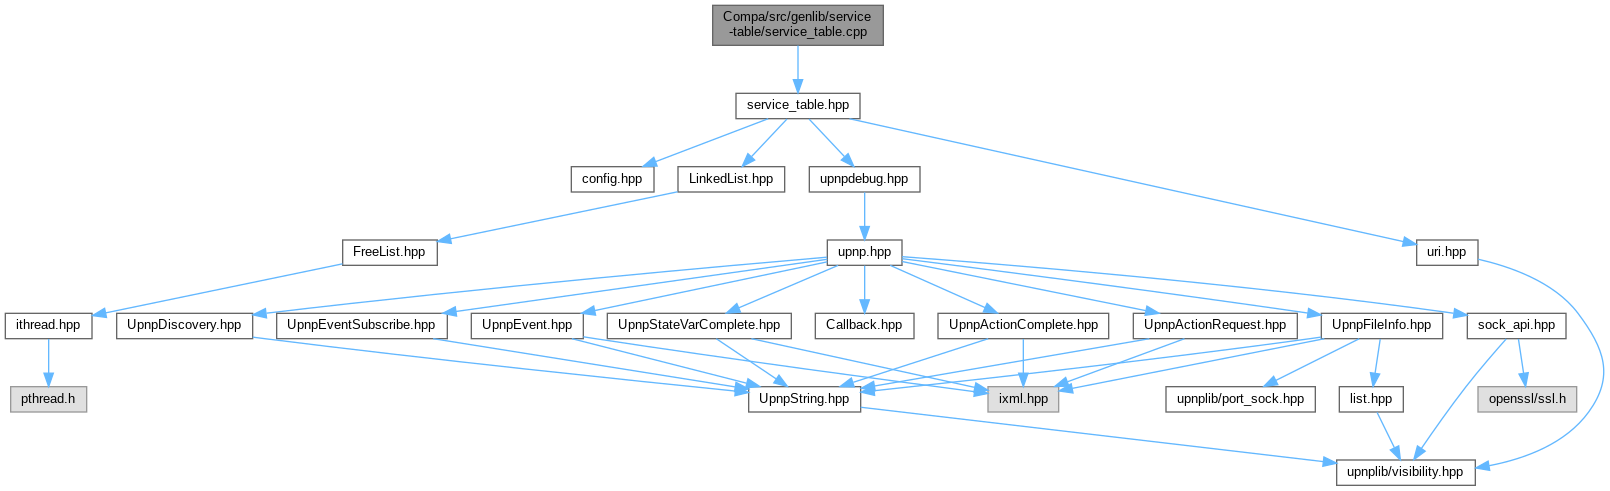 Compa/src/genlib/service
-table/service_table.cpp
service_table.hpp
config.hpp
LinkedList.hpp
upnpdebug.hpp
FreeList.hpp
upnp.hpp
uri.hpp
ithread.hpp
UpnpDiscovery.hpp
UpnpEventSubscribe.hpp
UpnpEvent.hpp
UpnpStateVarComplete.hpp
Callback.hpp
UpnpActionComplete.hpp
UpnpActionRequest.hpp
UpnpFileInfo.hpp
sock_api.hpp
pthread.h
UpnpString.hpp
ixml.hpp
upnplib/port_sock.hpp
list.hpp
openssl/ssl.h
upnplib/visibility.hpp